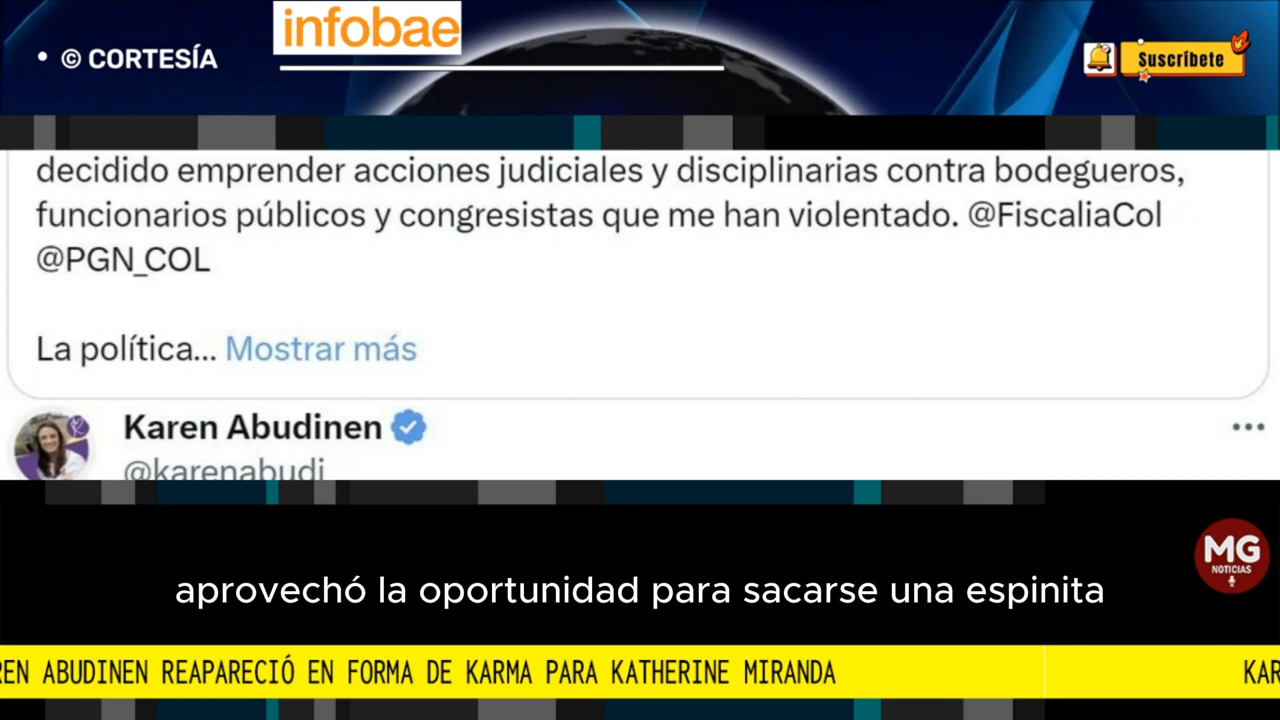 infobae
• © CORTESÍA
Suscríbete
decidido emprender acciones judiciales y disciplinarias contra bodegueros,
funcionarios públicos y congresistas que me han violentado. @FiscaliaCol
@PGN_COL
La política... Mostrar más
Karen Abudinen
@karenabudi
MG
NOTICIAS
aprovechó la oportunidad para sacarse una espinita
REN ABUDINEN REAPARECIÓ EN FORMA DE KARMA PARA KATHERINE MIRANDA
KAR